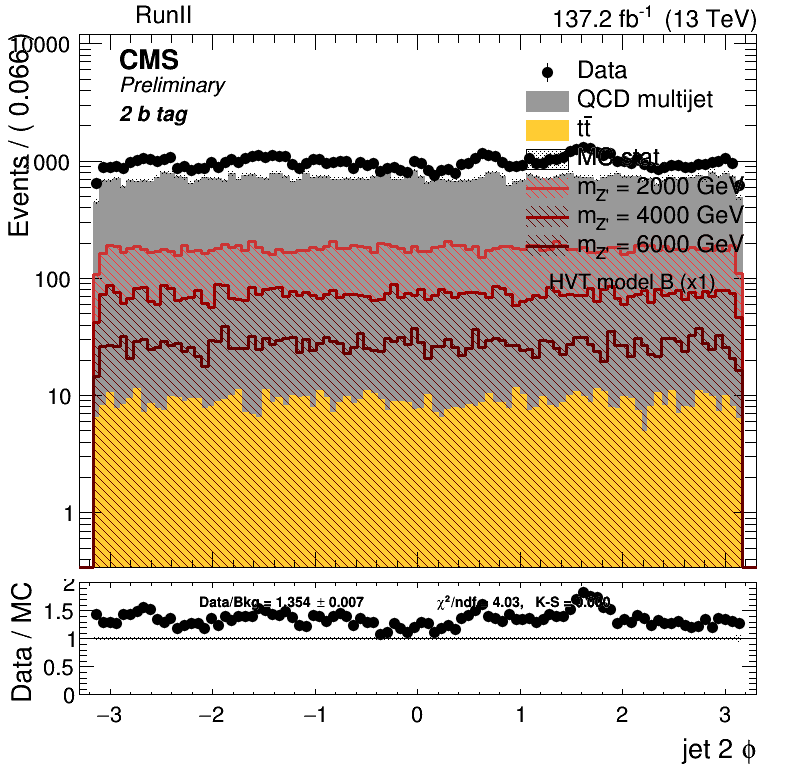 RunII 137.2 fb⁻¹ (13 TeV)
Events / ( 0.066 )
10000
1000
100
10
1
CMS
Preliminary
2 b tag
Data
QCD multijet
tt̄
MC stat
m_Z' = 2000 GeV
m_Z' = 4000 GeV
m_Z' = 6000 GeV
HVT model B (x1)
Data / MC
2
1.5
1
0.5
0
Data/Bkg = 1.354 ± 0.007 χ²/ndf = 4.03, K-S = 0.000
−3 −2 −1 0 1 2 3
jet 2 ϕ